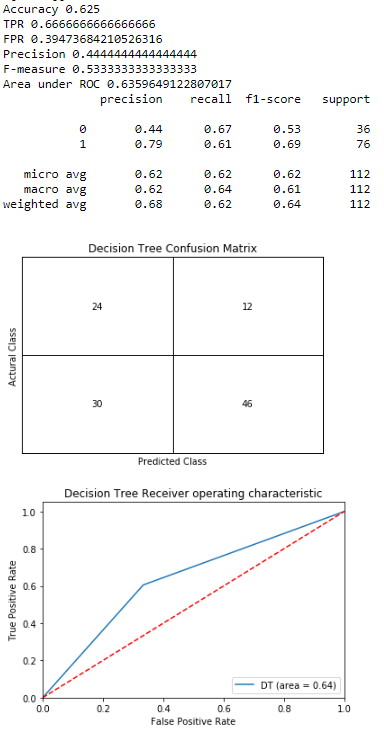 Accuracy 0.625
TPR 0.6666666666666666
FPR 0.39473684210526316
Precision 0.4444444444444444
F-measure 0.5333333333333333
Area under ROC 0.6359649122807017
precision recall f1-score support
0 0.44 0.67 0.53 36
1 0.79 0.61 0.69 76
micro avg 0.62 0.62 0.62 112
macro avg 0.62 0.64 0.61 112
weighted avg 0.68 0.62 0.64 112
Decision Tree Confusion Matrix
Actural Class
24 12
30 46
Predicted Class
Decision Tree Receiver operating characteristic
True Positive Rate
1.0
0.8
0.6
0.4
0.2
0.0
DT (area = 0.64)
0.0 0.2 0.4 0.6 0.8 1.0
False Positive Rate